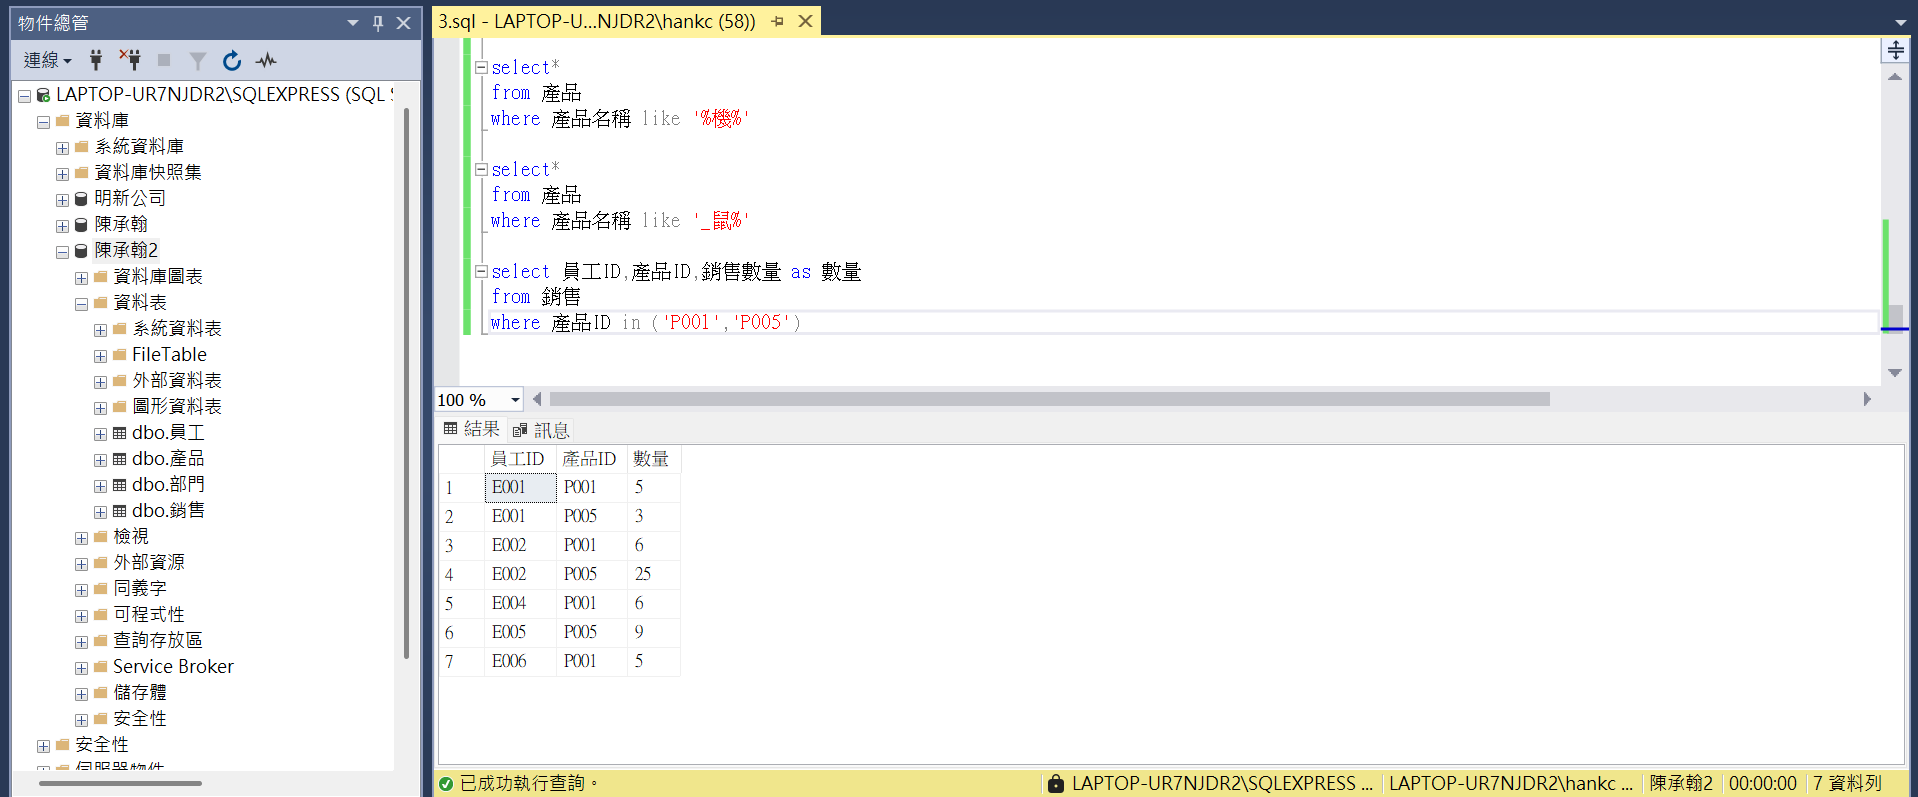 物件總管
連線
LAPTOP-UR7NJDR2\SQLEXPRESS (SQL S
資料庫
系統資料庫
資料庫快照集
明新公司
陳承翰
陳承翰2
資料庫圖表
資料表
系統資料表
FileTable
外部資料表
圖形資料表
dbo.員工
dbo.產品
dbo.部門
dbo.銷售
檢視
外部資源
同義字
可程式性
查詢存放區
Service Broker
儲存體
安全性
安全性
伺服器物件
3.sql - LAPTOP-U...NJDR2\hankc (58))
select*
from 產品
where 產品名稱 like '%機%'
select*
from 產品
where 產品名稱 like '_鼠%'
select 員工ID,產品ID,銷售數量 as 數量
from 銷售
where 產品ID in ('P001','P005')
100 %
結果 訊息
員工ID 產品ID 數量
1 E001 P001 5
2 E001 P005 3
3 E002 P001 6
4 E002 P005 25
5 E004 P001 6
6 E005 P005 9
7 E006 P001 5
已成功執行查詢。 LAPTOP-UR7NJDR2\SQLEXPRESS ... LAPTOP-UR7NJDR2\hankc ... 陳承翰2 00:00:00 7 資料列